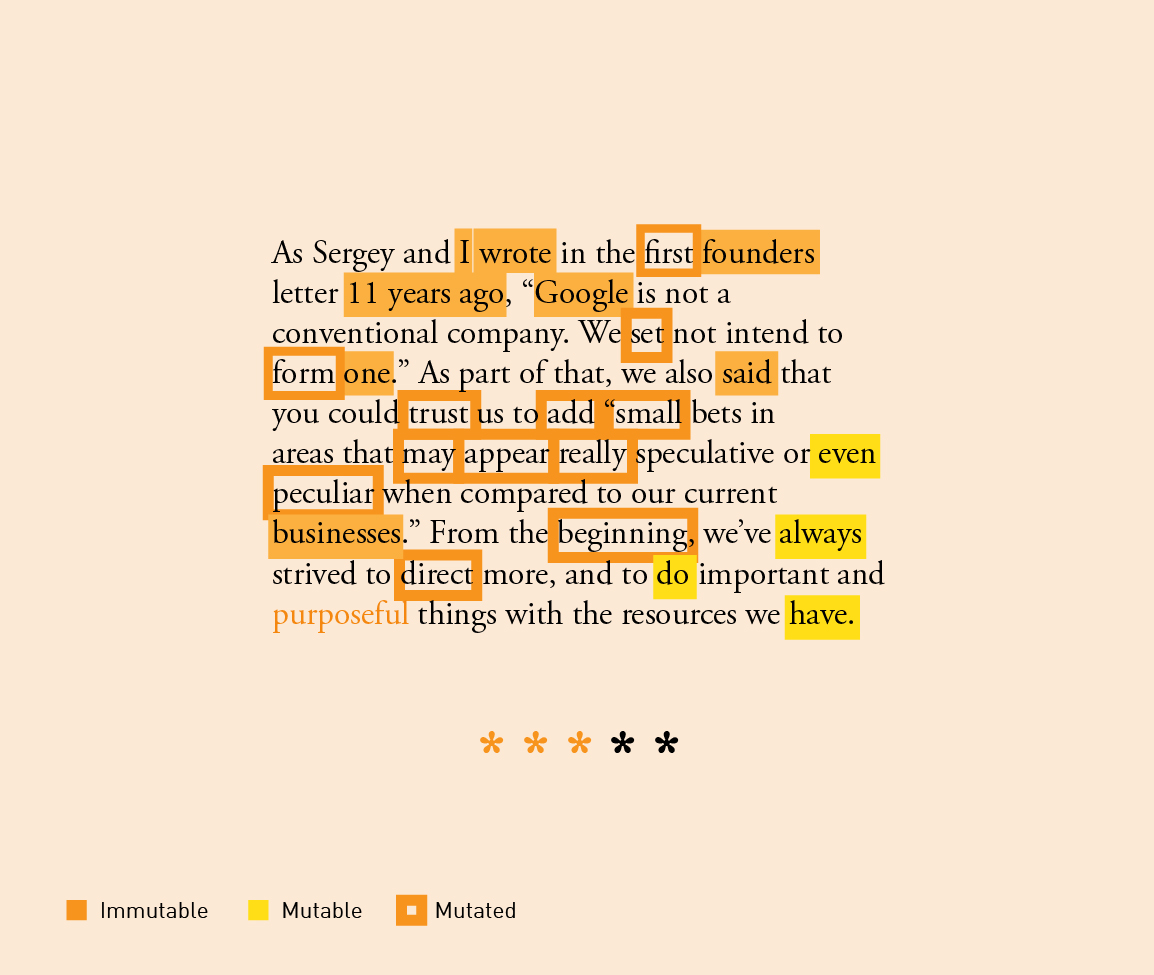 As Sergey and I wrote in the first founders
letter 11 years ago, “Google is not a
conventional company. We set not intend to
form one.” As part of that, we also said that
you could trust us to add “small bets in
areas that may appear really speculative or even
peculiar when compared to our current
businesses.” From the beginning, we’ve always
strived to direct more, and to do important and
purposeful things with the resources we have.
* * * * *
Immutable Mutable Mutated